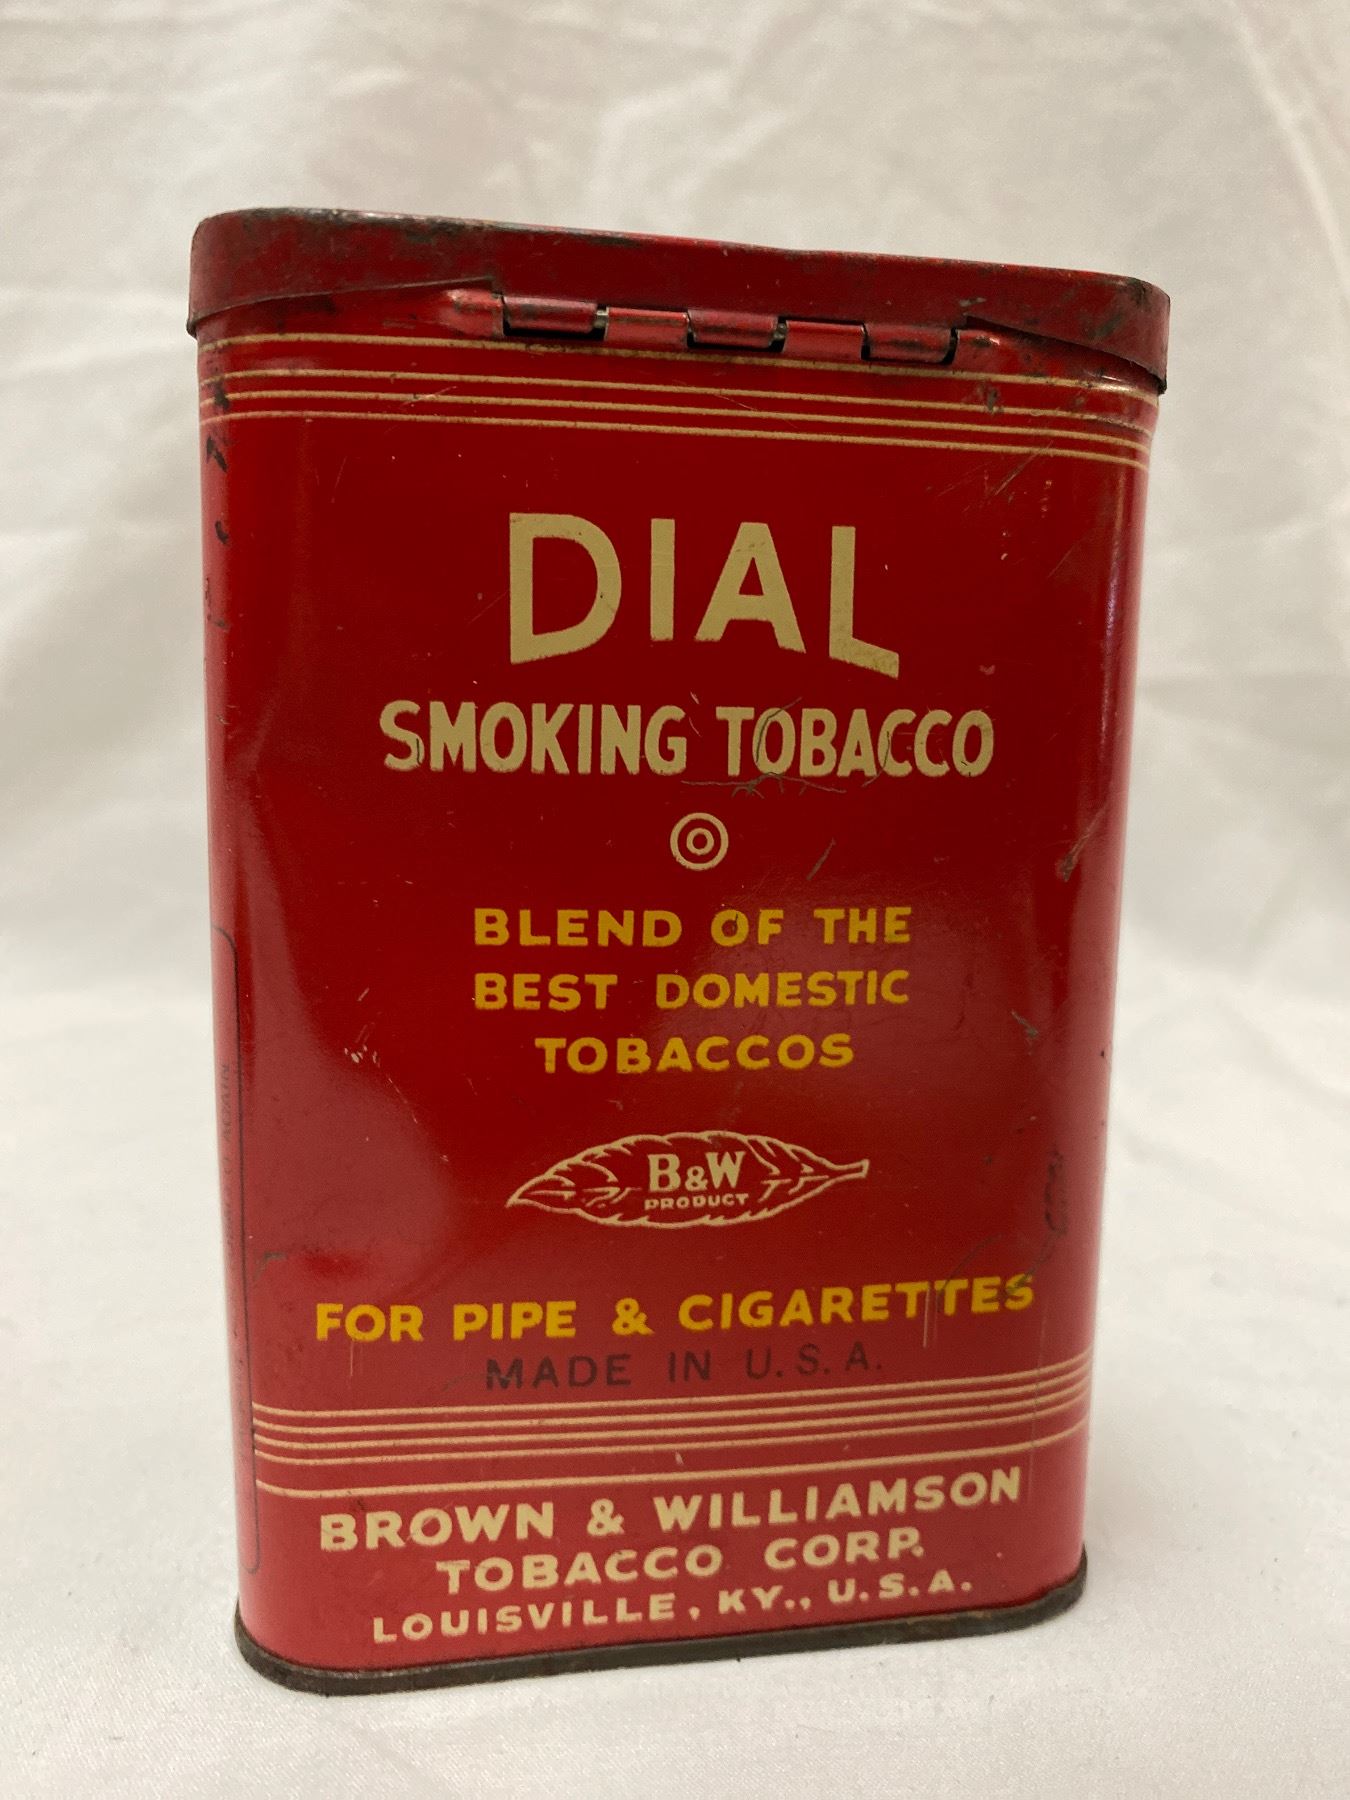 DIAL
SMOKING TOBACCO
BLEND OF THE
BEST DOMESTIC
TOBACCOS
B&W
PRODUCT
FOR PIPE & CIGARETTES
MADE IN U.S.A.
BROWN & WILLIAMSON
TOBACCO CORP.
LOUISVILLE, KY., U.S.A.